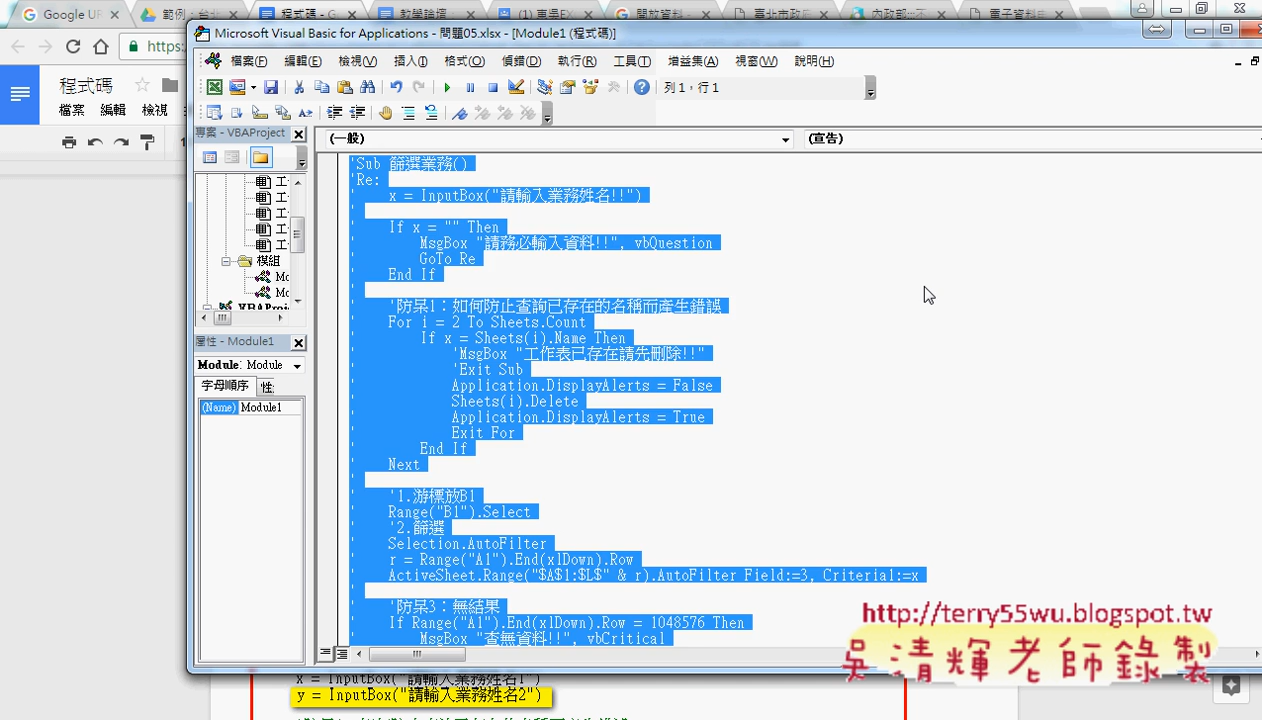 Google UR
範例：台北
程式碼 - G
教學論壇
(1) 東吳EX
開放資料
臺北市政府
內政部
電子資料
Microsoft Visual Basic for Applications - 問題05.xlsx - [Module1 (程式碼)]
https:
檔案(F) 編輯(E) 檢視(V) 插入(I) 格式(O) 偵錯(D) 執行(R) 工具(T) 增益集(A) 視窗(W) 說明(H)
程式碼
列 1，行 1
檔案 編輯 檢視
專案 - VBAProject
(一般)
(宣告)
工
工
工
工
工
模組
Mo
Mo
VBAProj
屬性 - Module1
Module Module
字母順序 性
(Name) Module1
'Sub 篩選業務()
'Re:
'    x = InputBox("請輸入業務姓名!!")
'
'    If x = "" Then
'        MsgBox "請務必輸入資料!!", vbQuestion
'        GoTo Re
'    End If
'
'    '防呆1：如何防止查詢已存在的名稱而產生錯誤
'    For i = 2 To Sheets.Count
'        If x = Sheets(i).Name Then
'            'MsgBox "工作表已存在請先刪除!!"
'            'Exit Sub
'            Application.DisplayAlerts = False
'            Sheets(i).Delete
'            Application.DisplayAlerts = True
'            Exit For
'        End If
'    Next
'
'    '1.游標放B1
'    Range("B1").Select
'    '2.篩選
'    Selection.AutoFilter
'    r = Range("A1").End(xlDown).Row
'    ActiveSheet.Range("$A$1:$L$" & r).AutoFilter Field:=3, Criteria1:=x
'
'    '防呆3：無結果
'    If Range("A1").End(xlDown).Row = 1048576 Then
'        MsgBox "查無資料!!", vbCritical
http://terry55wu.blogspot.tw
吳清輝老師錄製
x = InputBox("請輸入業務姓名1")
y = InputBox("請輸入業務姓名2")